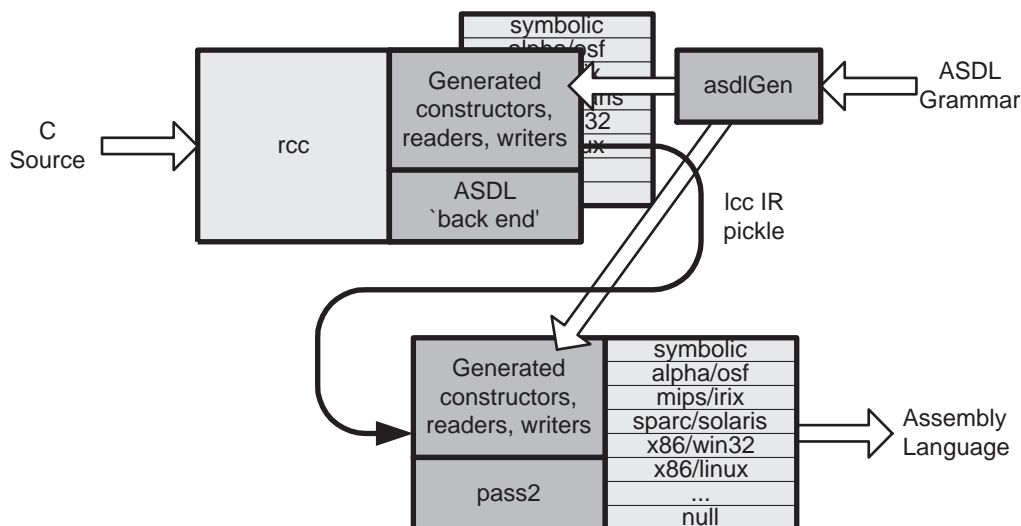 symbolic
alpha/osf
C
Source
rcc
Generated
constructors,
readers, writers
ASDL
`back end'
32
asdlGen
ASDL
Grammar
lcc IR
pickle
Generated
constructors,
readers, writers
pass2
symbolic
alpha/osf
mips/irix
sparc/solaris
x86/win32
x86/linux
...
null
Assembly
Language